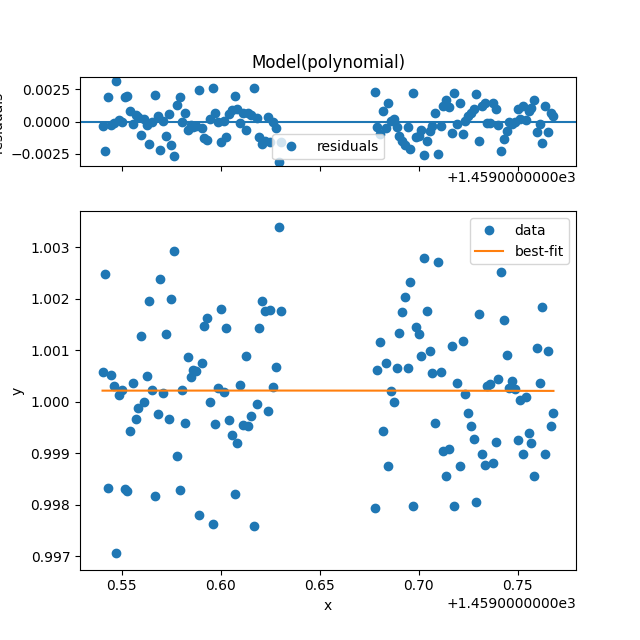 Model(polynomial)
residuals
0.0025
0.0000
−0.0025
residuals
+1.4590000000e3
1.003
1.002
1.001
1.000
0.999
0.998
0.997
y
data
best-fit
0.55 0.60 0.65 0.70 0.75
x
+1.4590000000e3